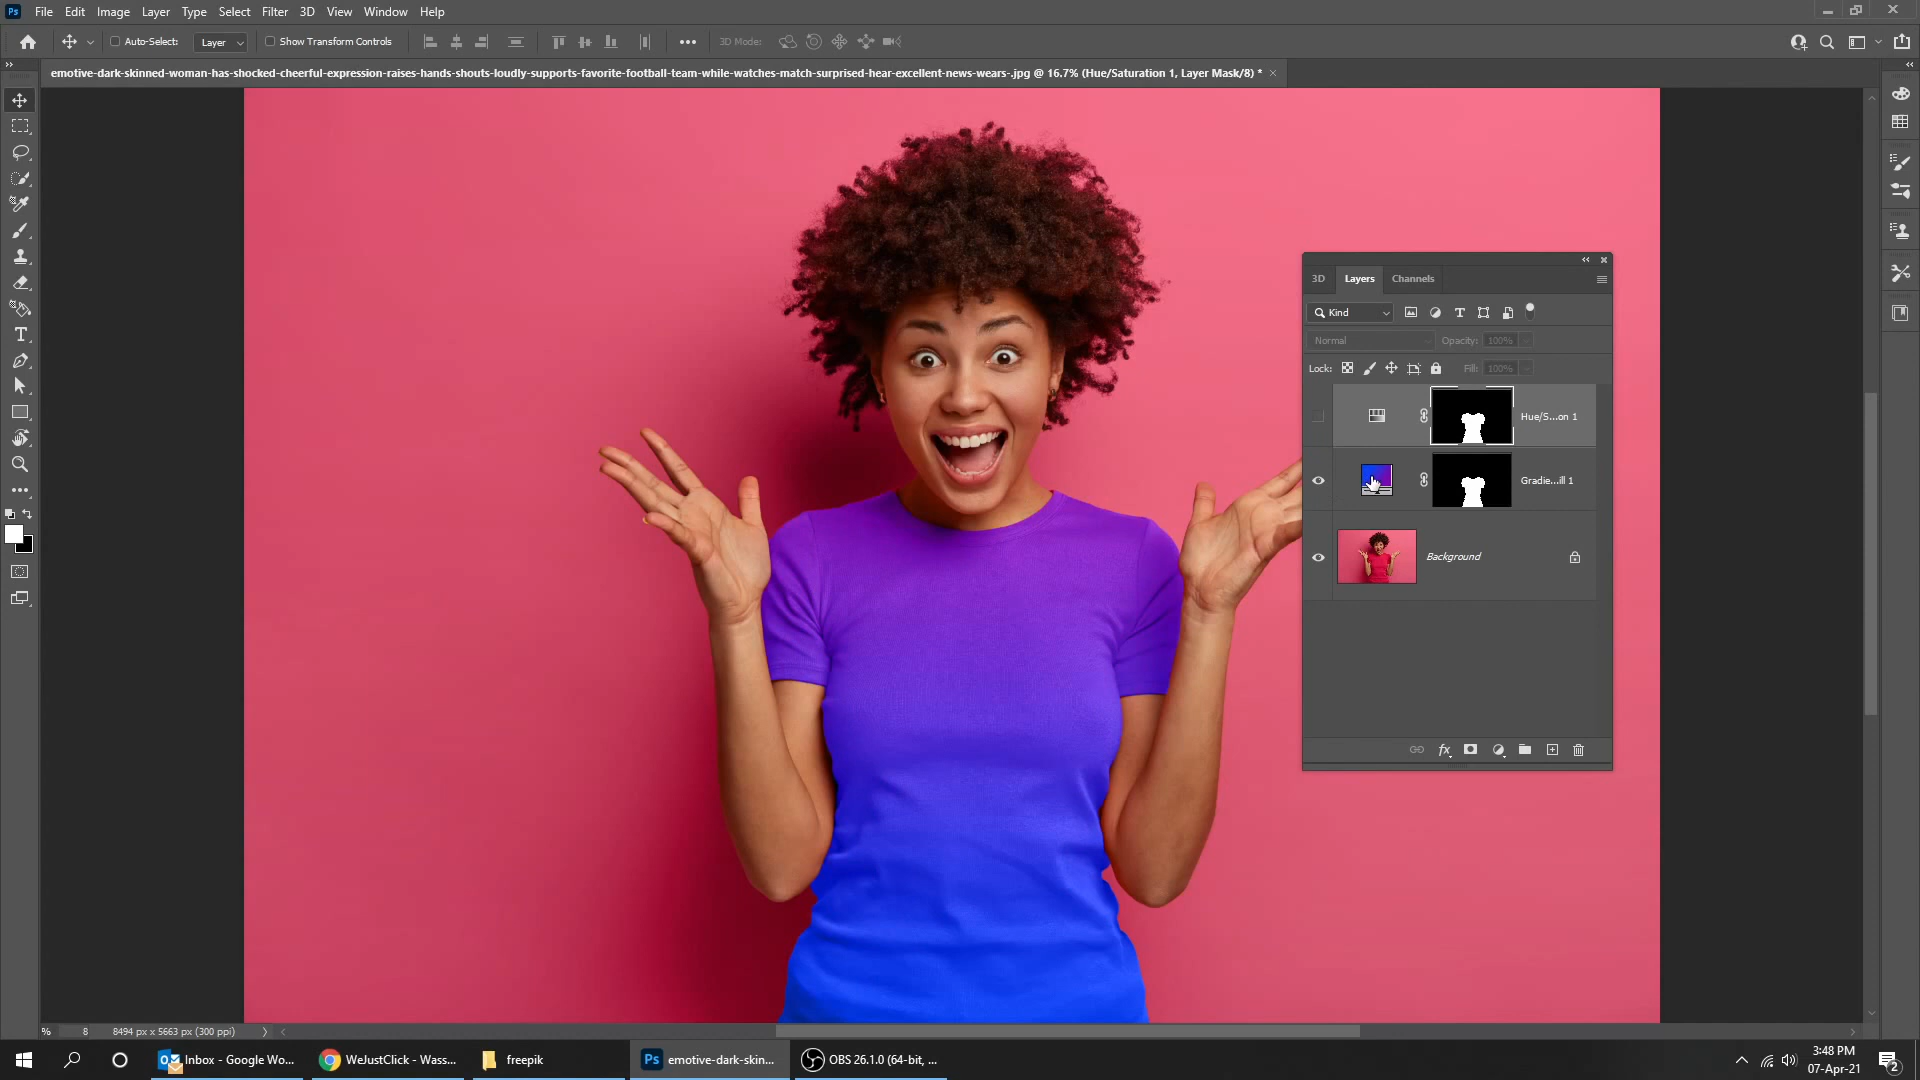 Ps File Edit Image Layer Type Select Filter 3D View Window Help
Auto-Select: Layer Show Transform Controls 3D Mode:
emotive-dark-skinned-woman-has-shocked-cheerful-expression-raises-hands-shouts-loudly-supports-favorite-football-team-while-watches-match-surprised-hear-excellent-news-wears-.jpg @ 16.7% (Hue/Saturation 1, Layer Mask/8) *
3D Layers Channels
Kind
Normal Opacity: 100%
Lock: Fill: 100%
Hue/S...on 1
Gradie...ill 1
Background
% 8 8494 px x 5663 px (300 ppi)
Inbox - Google Wo... WeJustClick - Wass... freepik Ps emotive-dark-skin... OBS 26.1.0 (64-bit, ...
3:48 PM
07-Apr-21
2